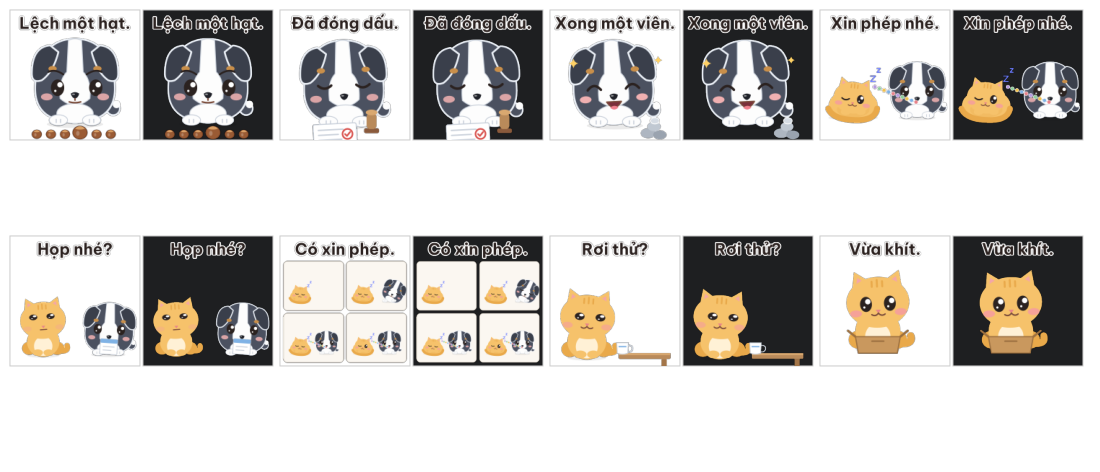 Lệch một hạt.
Lệch một hạt.
Đã đóng dấu.
Đã đóng dấu.
Xong một viên.
Xong một viên.
Xin phép nhé.
Xin phép nhé.
z
z
z
z
Họp nhé?
Họp nhé?
Có xin phép.
Có xin phép.
Rơi thử?
Rơi thử?
Vừa khít.
Vừa khít.